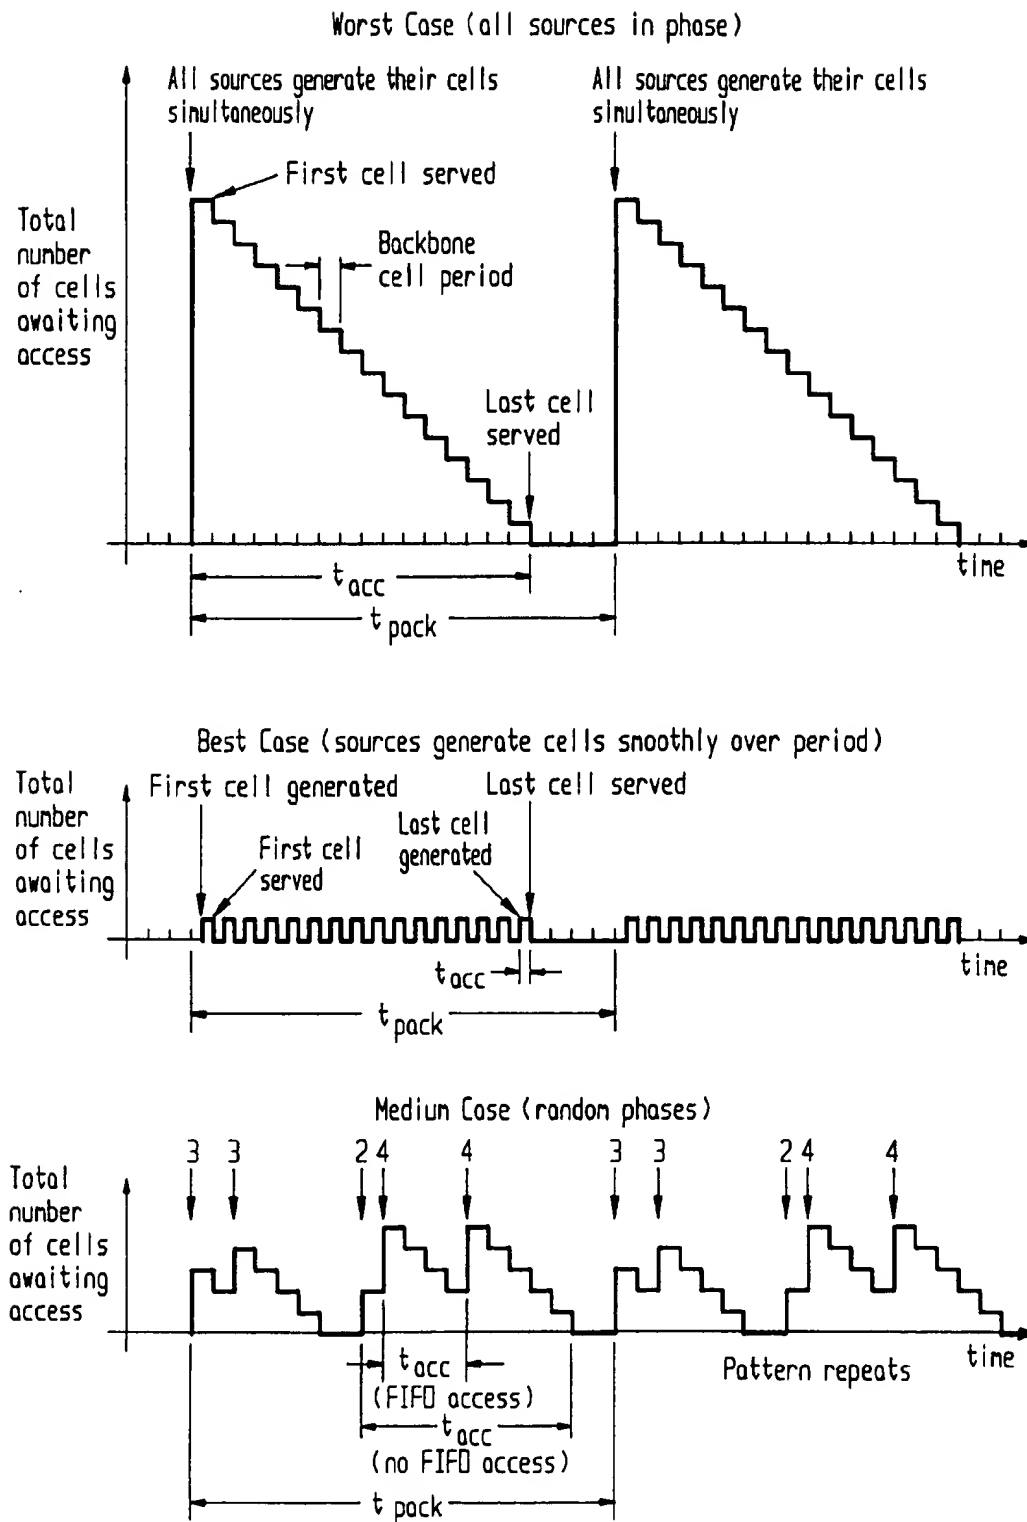 Worst Case (all sources in phase)
All sources generate their cells
simultaneously
All sources generate their cells
simultaneously
First cell served
Total
number
of cells
awaiting
access
Backbone
cell period
Last cell
served
time
t acc
t pack
Best Case (sources generate cells smoothly over period)
Total
number
of cells
awaiting
access
First cell generated
Last cell served
First cell
served
Last cell
generated
time
t acc
t pack
Medium Case (random phases)
3 3 2 4 4 3 3 2 4 4
Total
number
of cells
awaiting
access
time
t acc
(FIFO access)
Pattern repeats
t acc
(no FIFO access)
t pack